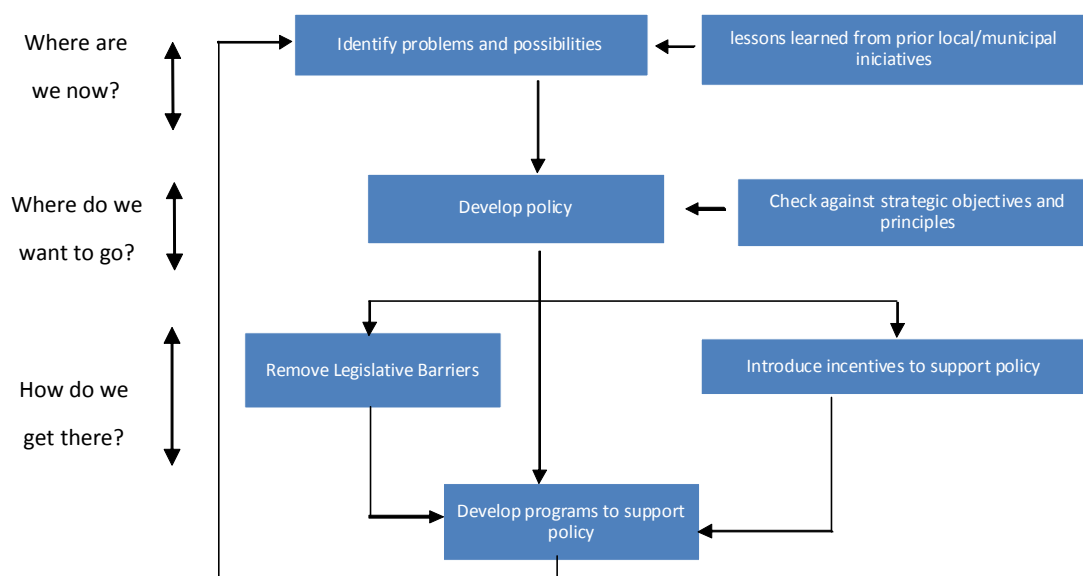 Where are
we now?
Identify problems and possibilities
lessons learned from prior local/municipal
iniciatives
Where do we
want to go?
Develop policy
Check against strategic objectives and
principles
How do we
get there?
Remove Legislative Barriers
Introduce incentives to support policy
Develop programs to support
policy